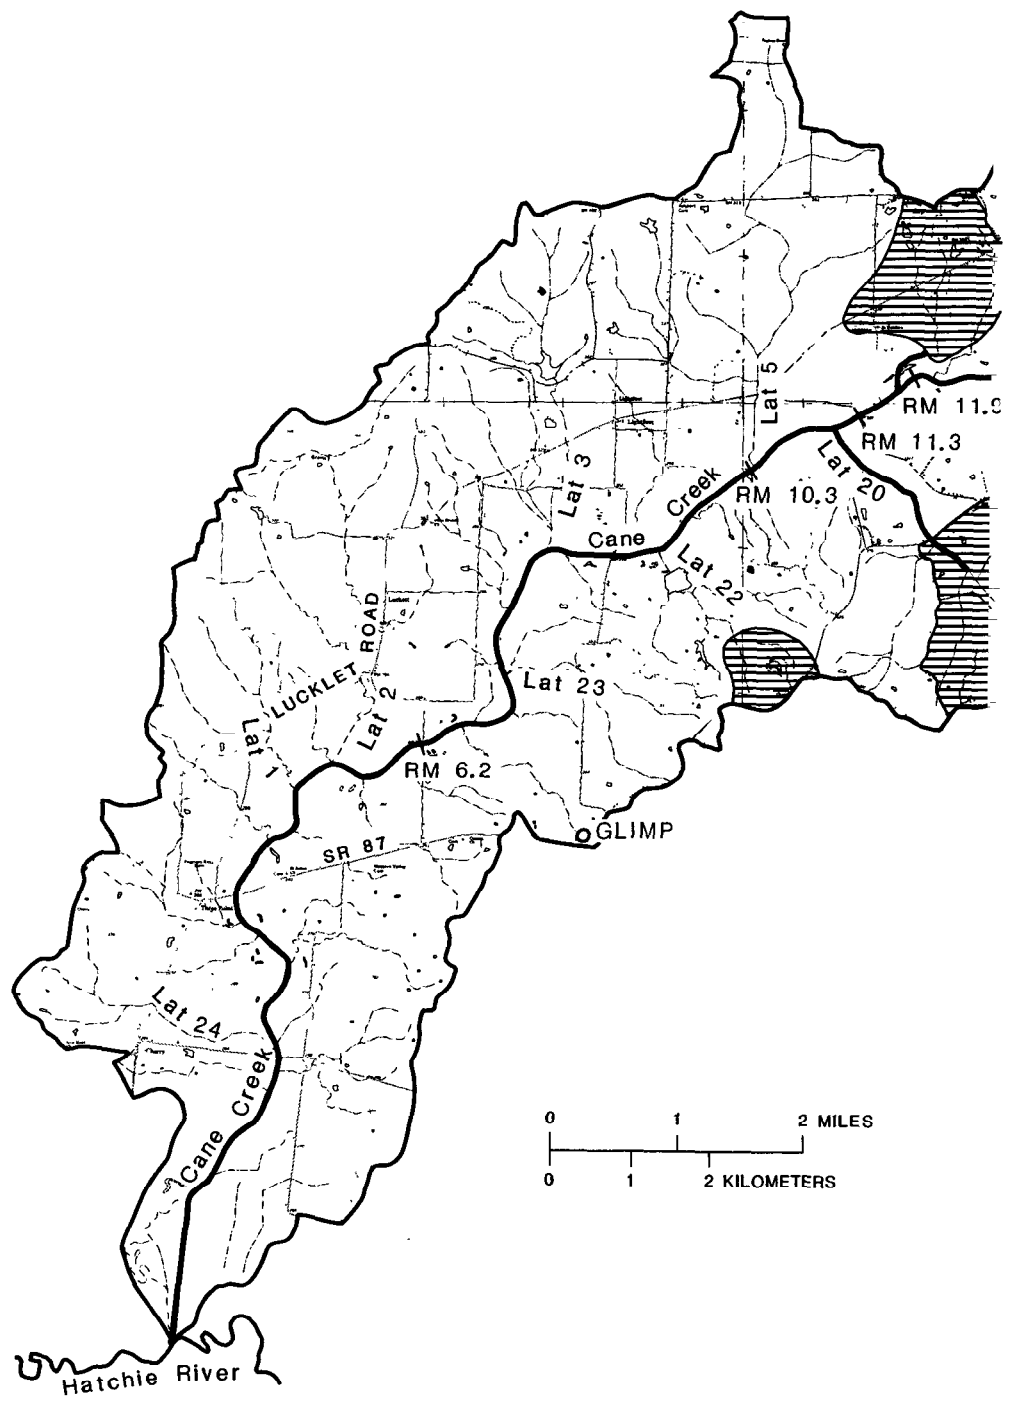 Lat 5
RM 11.9
RM 11.3
Lat 20
Lat 3
Creek
RM 10.3
Cane
Lat 22
ROAD
LUCKLET
Lat 23
Lat 2
Lat 1
RM 6.2
GLIMP
SR 87
Lat 24
Cane Creek
0 1 2 MILES
0 1 2 KILOMETERS
Hatchie River